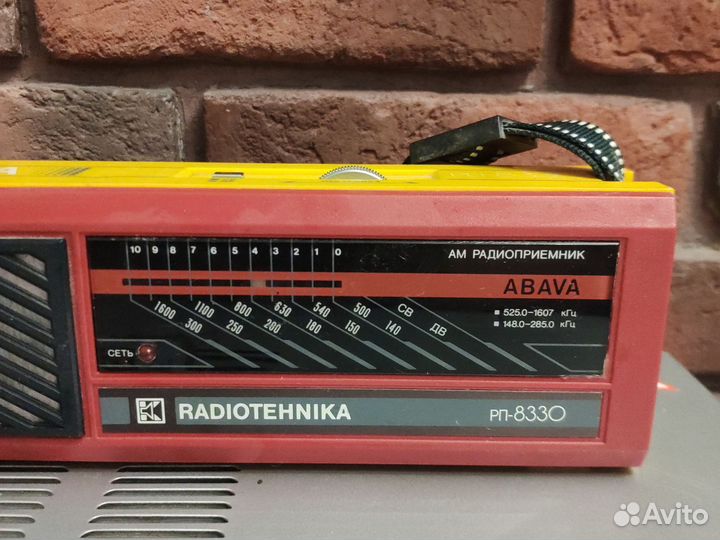 10 9 8 7 6 5 4 3 2 1 0
АМ РАДИОПРИЕМНИК
ABAVA
1600 1100 800 630 540 500 СВ
300 250 200 180 150 140 ДВ
525.0-1607 кГц
148.0-285.0 кГц
СЕТЬ
RADIOTEHNIKA
РП-8330
Avito